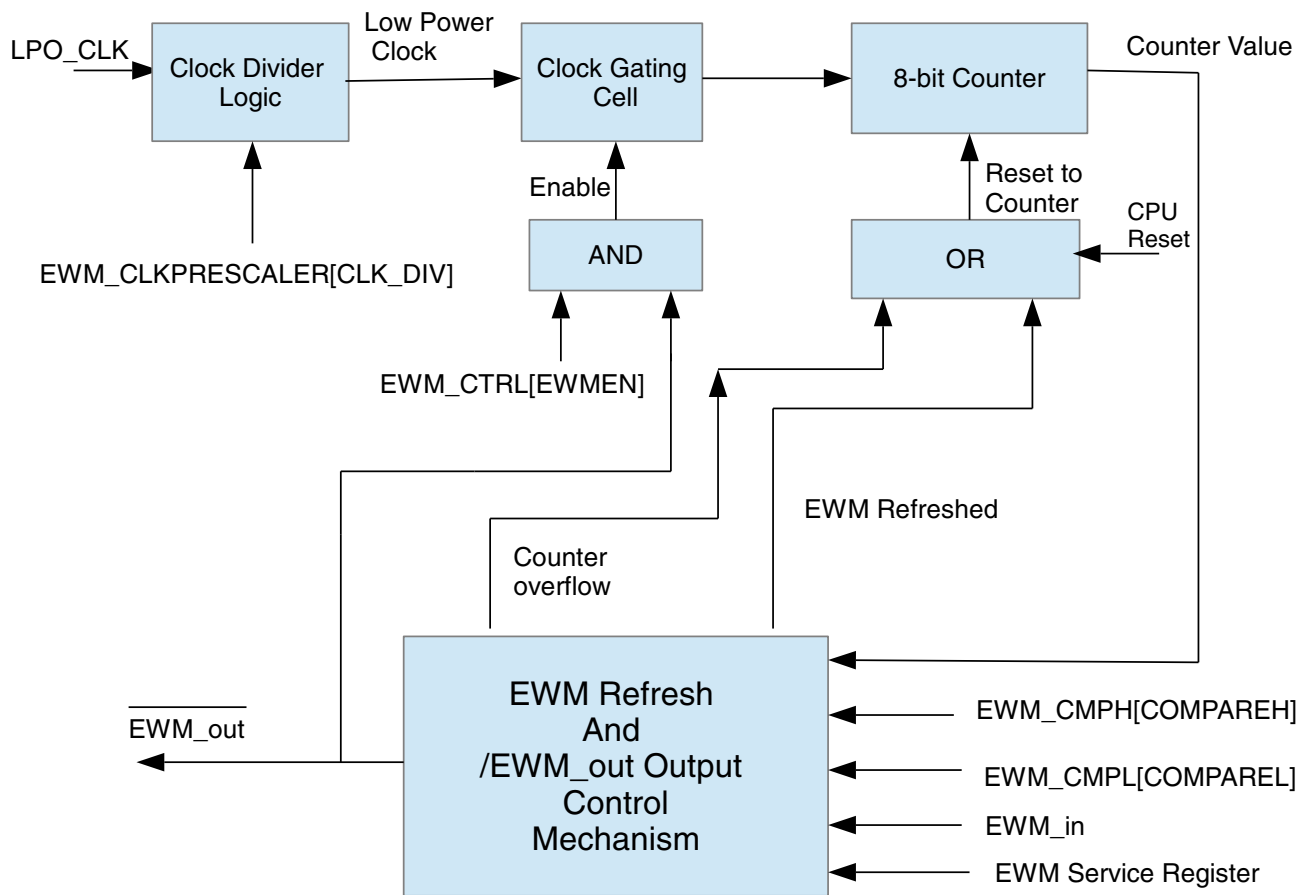 LPO_CLK
Clock Divider
Logic
Low Power
Clock
Clock Gating
Cell
8-bit Counter
Counter Value
EWM_CLKPRESCALER[CLK_DIV]
Enable
AND
EWM_CTRL[EWMEN]
Reset to
Counter
OR
CPU
Reset
Counter
overflow
EWM Refreshed
EWM_out
EWM Refresh
And
/EWM_out Output
Control
Mechanism
EWM_CMPH[COMPAREH]
EWM_CMPL[COMPAREL]
EWM_in
EWM Service Register